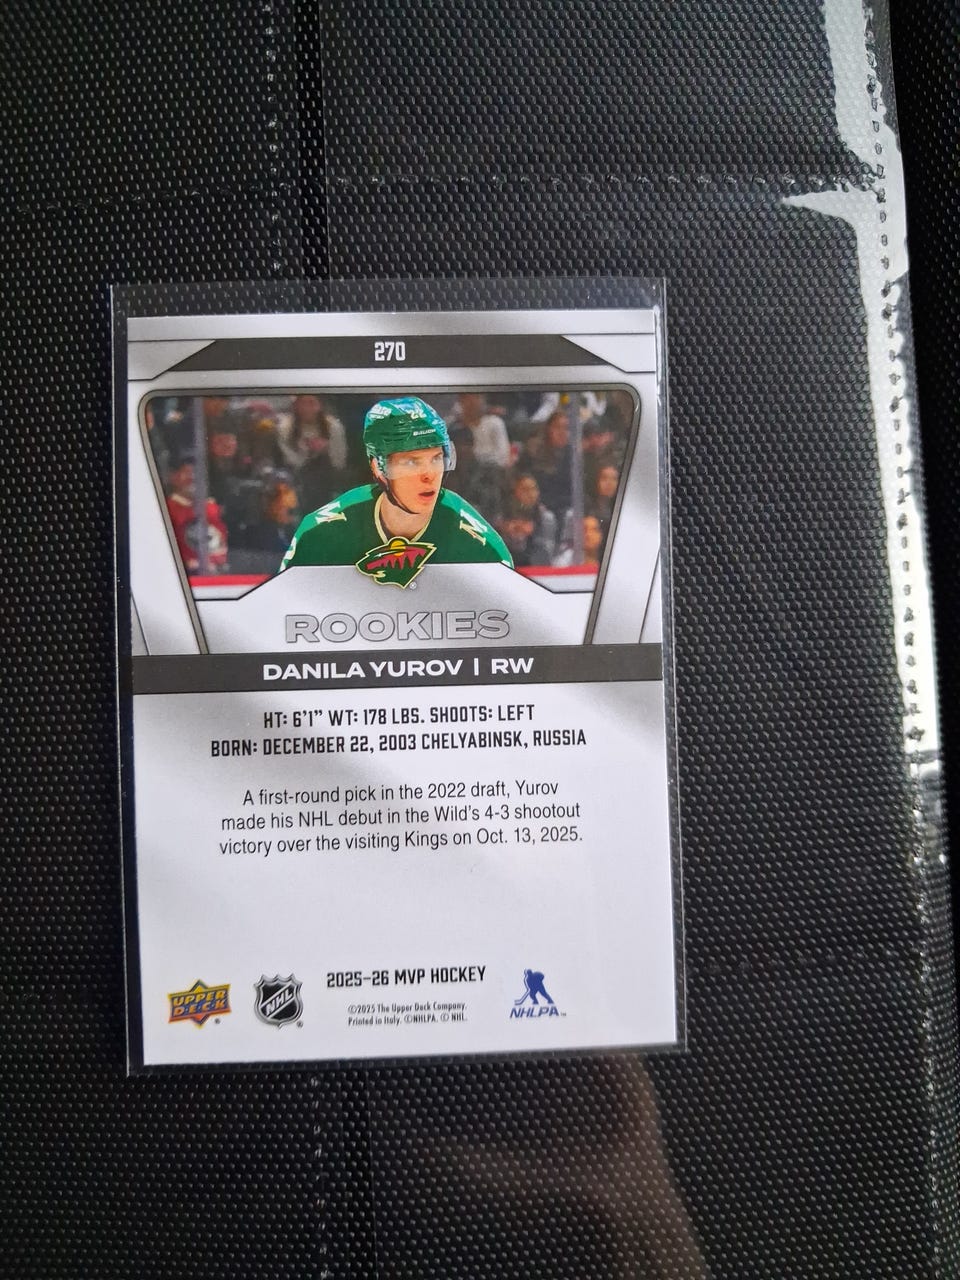 270
22
BAUER
M
M
ROOKIES
DANILA YUROV | RW
HT: 6'1" WT: 178 LBS. SHOOTS: LEFT
BORN: DECEMBER 22, 2003 CHELYABINSK, RUSSIA
A first-round pick in the 2022 draft, Yurov
made his NHL debut in the Wild's 4-3 shootout
victory over the visiting Kings on Oct. 13, 2025.
2025-26 MVP HOCKEY
UPPER
DECK ®
NHL ®
©2025 The Upper Deck Company.
Printed in Italy. ©NHLPA. © NHL.
NHLPA™